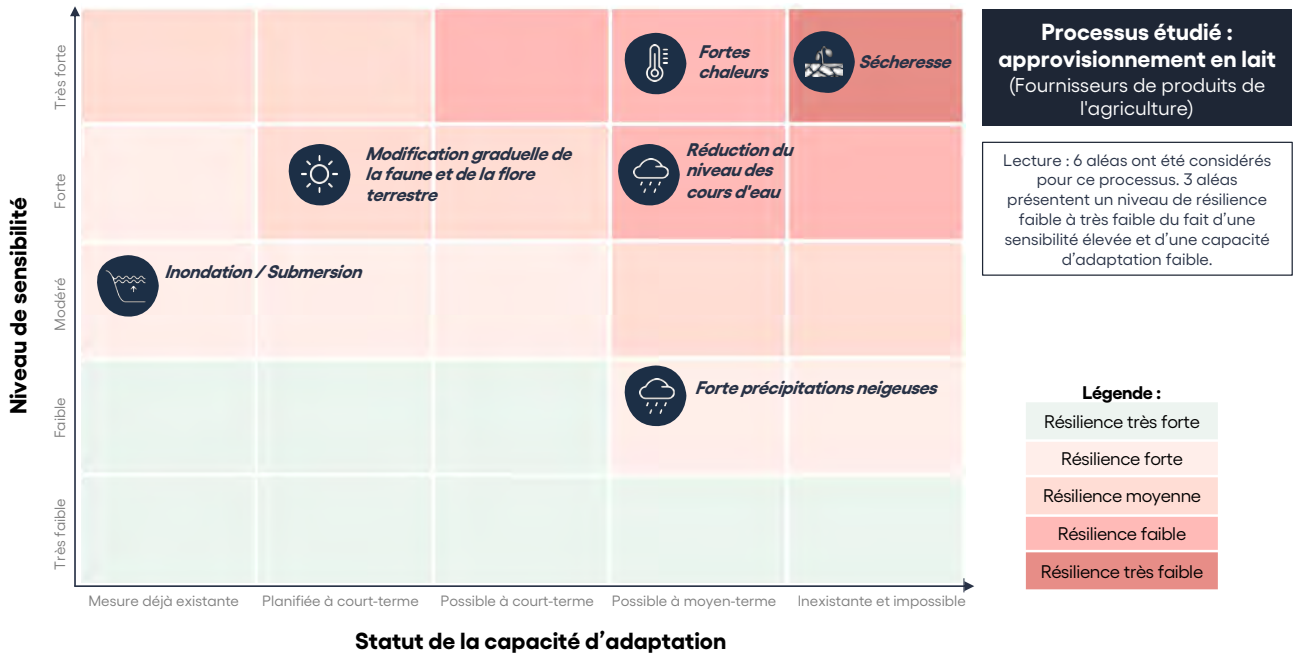 Niveau de sensibilité
Très forte
Forte
Modéré
Faible
Très faible
Fortes
chaleurs
Sécheresse
Modification graduelle de
la faune et de la flore
terrestre
Réduction du
niveau des
cours d'eau
Inondation / Submersion
Forte précipitations neigeuses
Mesure déjà existante
Planifiée à court-terme
Possible à court-terme
Possible à moyen-terme
Inexistante et impossible
Statut de la capacité d'adaptation
Processus étudié :
approvisionnement en lait
(Fournisseurs de produits de
l'agriculture)
Lecture : 6 aléas ont été considérés
pour ce processus. 3 aléas
présentent un niveau de résilience
faible à très faible du fait d'une
sensibilité élevée et d'une capacité
d'adaptation faible.
Légende :
Résilience très forte
Résilience forte
Résilience moyenne
Résilience faible
Résilience très faible